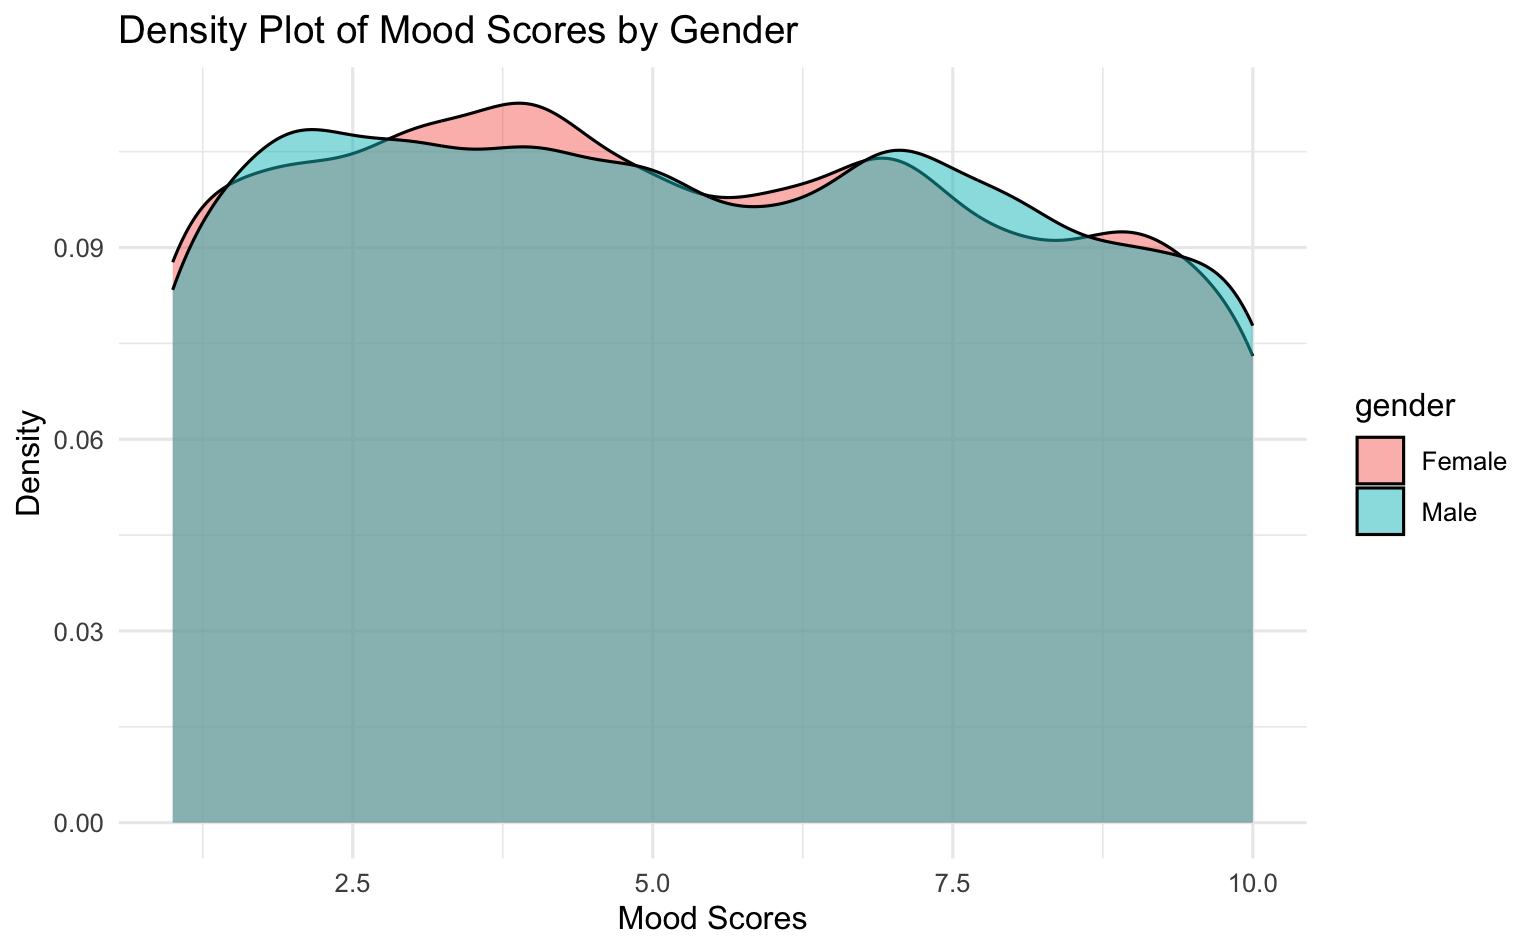 Density Plot of Mood Scores by Gender
Density
0.09
0.06
0.03
0.00
2.5 5.0 7.5 10.0
Mood Scores
gender
Female
Male